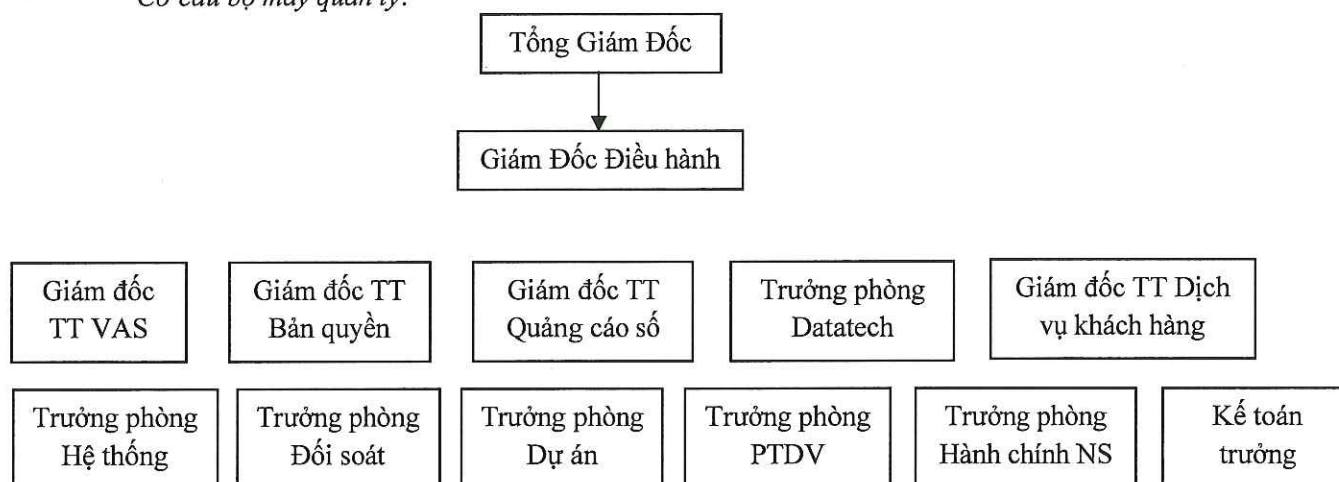 Cơ cấu bộ máy quản lý:
Tổng Giám Đốc
Giám Đốc Điều hành
Giám đốc
TT VAS
Giám đốc TT
Bản quyền
Giám đốc TT
Quảng cáo số
Trưởng phòng
Datatech
Giám đốc TT Dịch
vụ khách hàng
Trưởng phòng
Hệ thống
Trưởng phòng
Đối soát
Trưởng phòng
Dự án
Trưởng phòng
PTDV
Trưởng phòng
Hành chính NS
Kế toán
trưởng